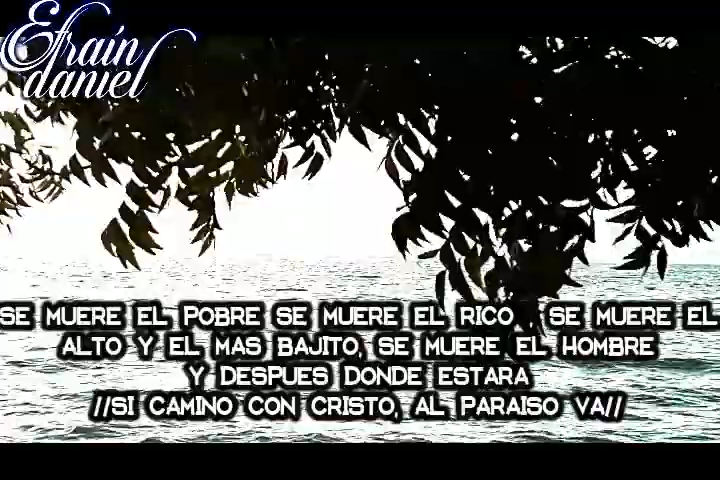 Efraín
daniel
SE MUERE EL POBRE SE MUERE EL RICO , SE MUERE EL
ALTO Y EL MAS BAJITO, SE MUERE EL HOMBRE
Y DESPUES DONDE ESTARA
//SI CAMINO CON CRISTO, AL PARAISO VA//